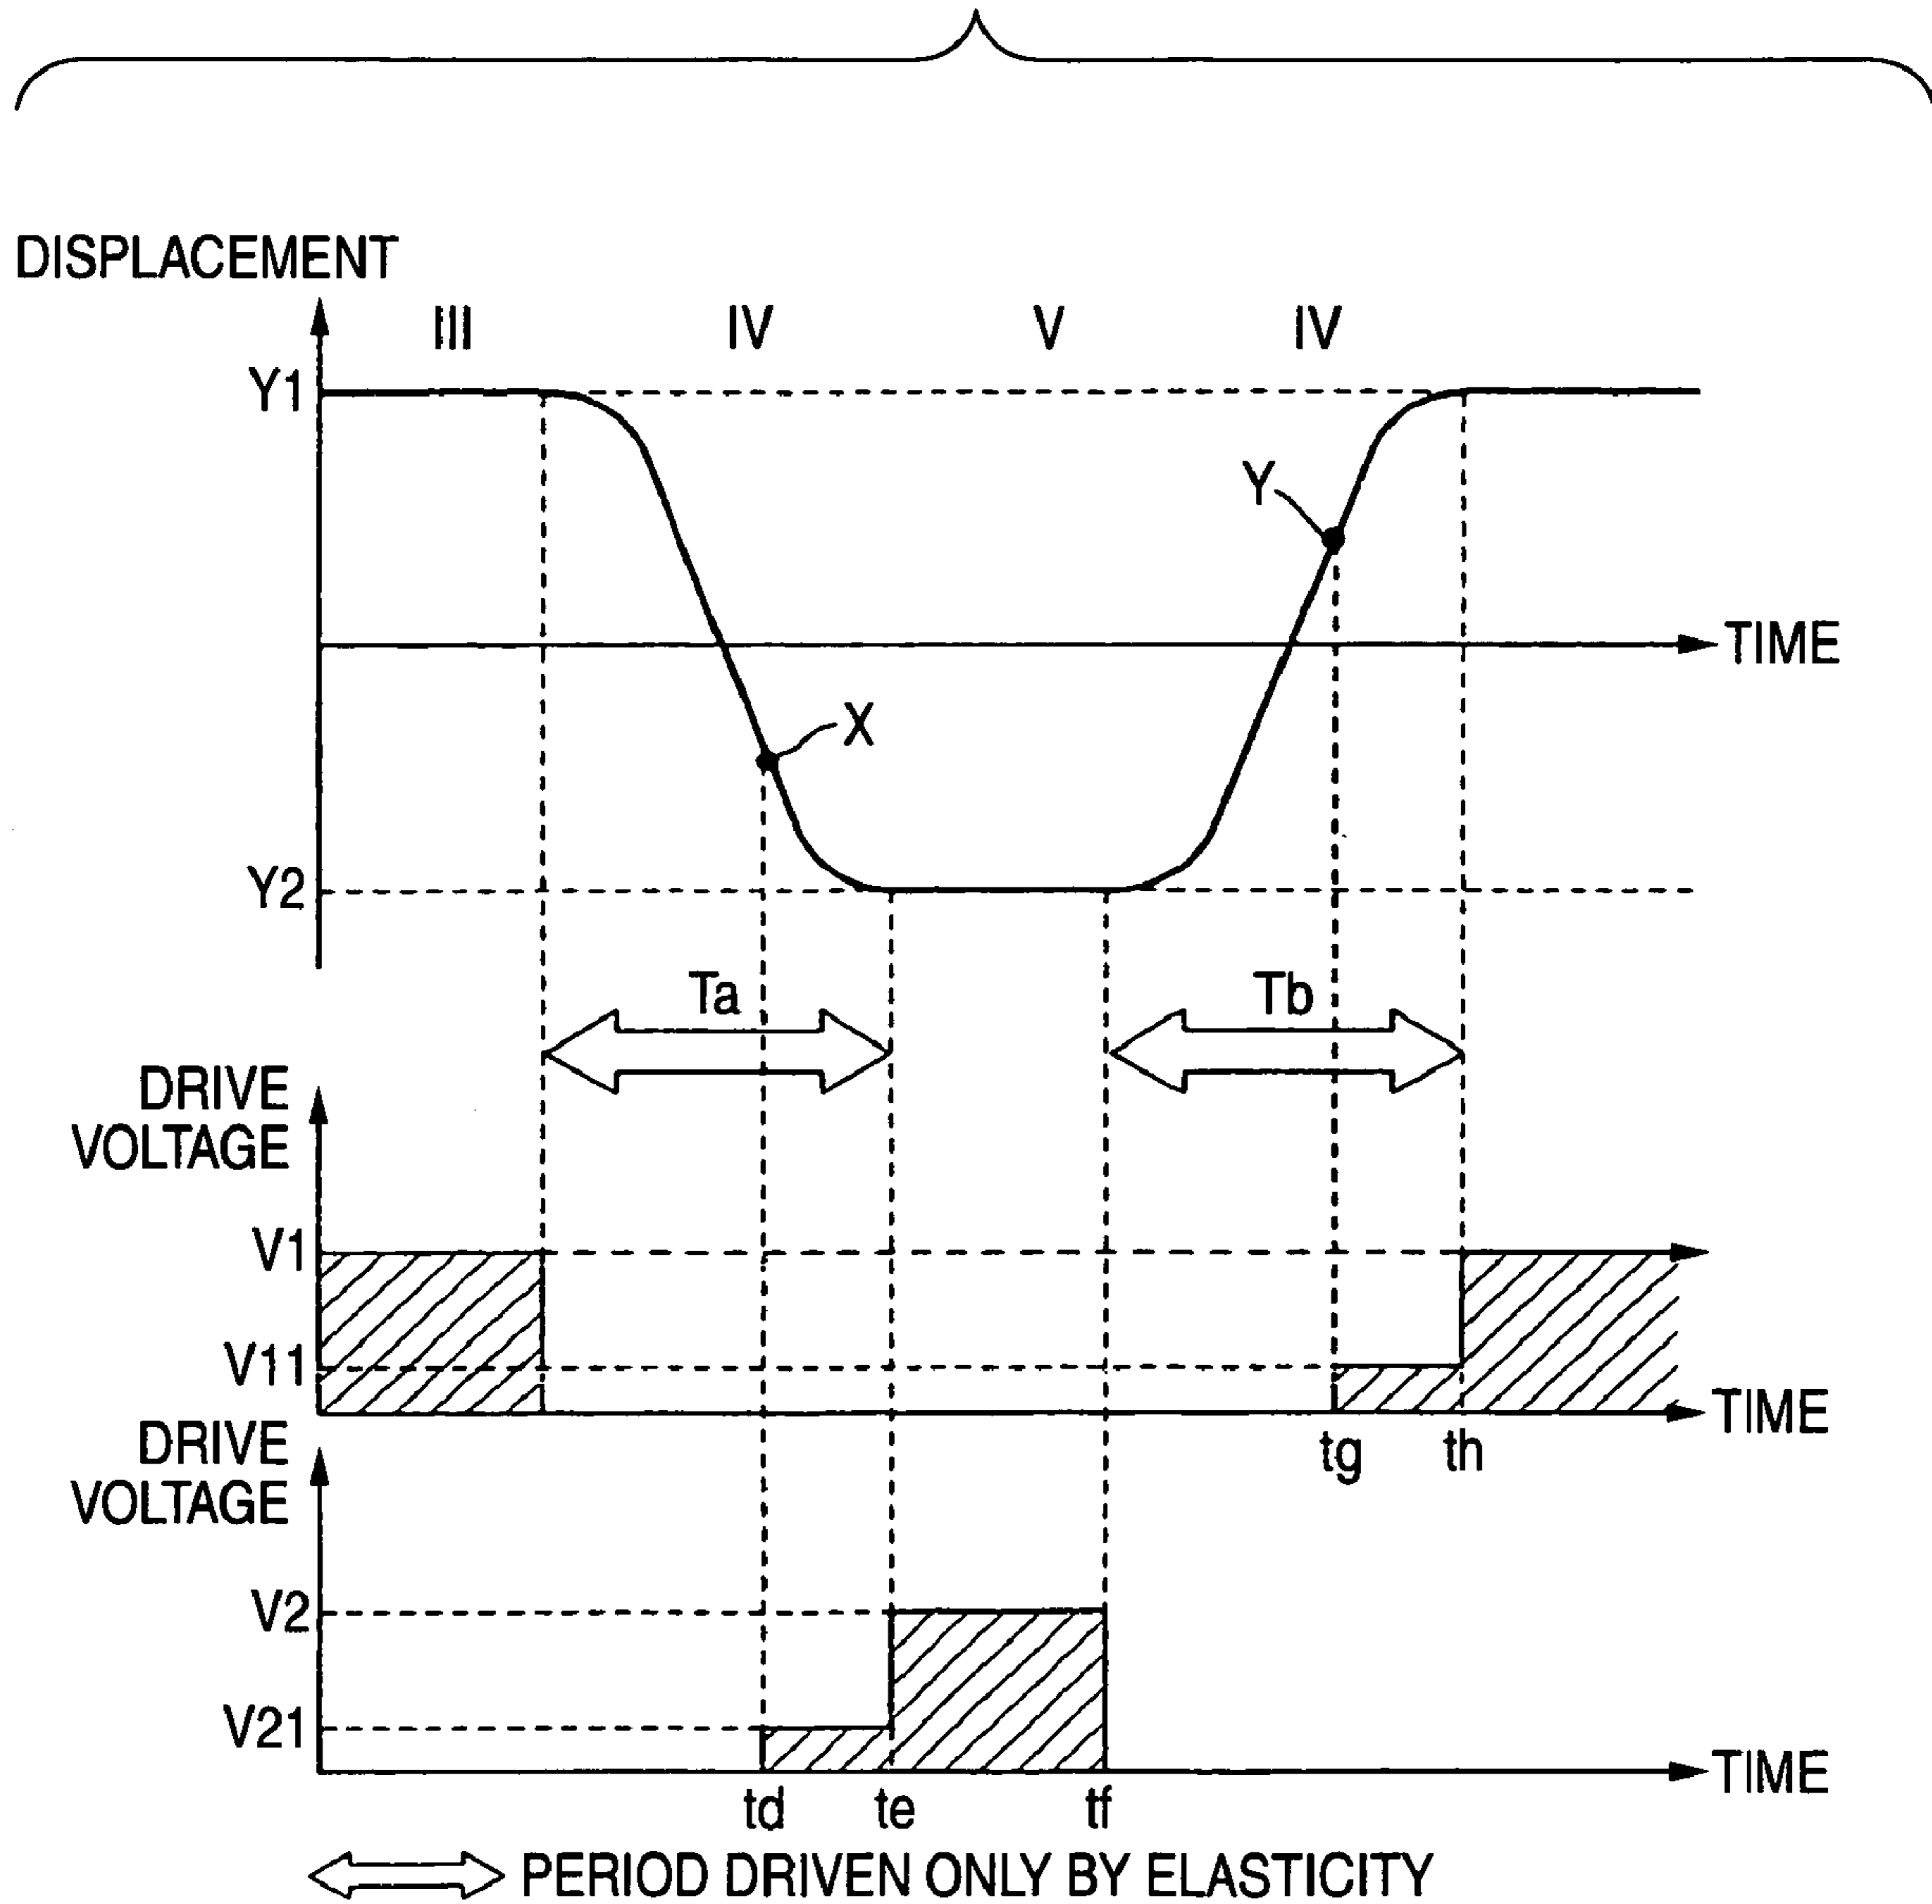 DISPLACEMENT
III IV V IV
Y1
Y
TIME
X
Y2
Ta Tb
DRIVE
VOLTAGE
V1
V11
TIME
tg th
DRIVE
VOLTAGE
V2
V21
TIME
td te tf
PERIOD DRIVEN ONLY BY ELASTICITY